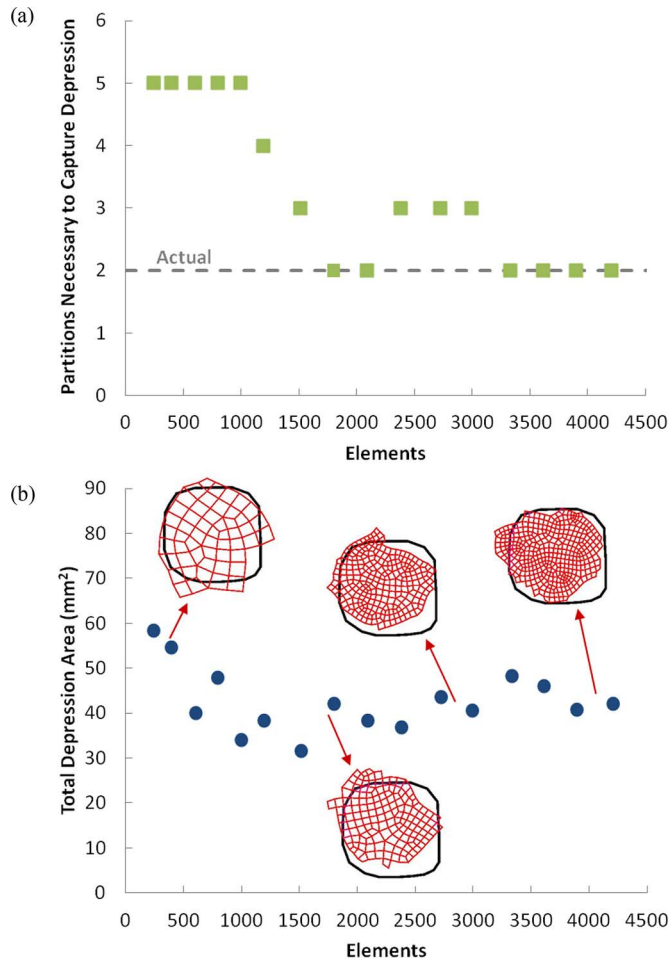 (a)
Partitions Necessary to Capture Depression
6
5
4
3
2
1
0
Actual
0 500 1000 1500 2000 2500 3000 3500 4000 4500
Elements
(b)
Total Depression Area (mm²)
90
80
70
60
50
40
30
20
10
0
0 500 1000 1500 2000 2500 3000 3500 4000 4500
Elements